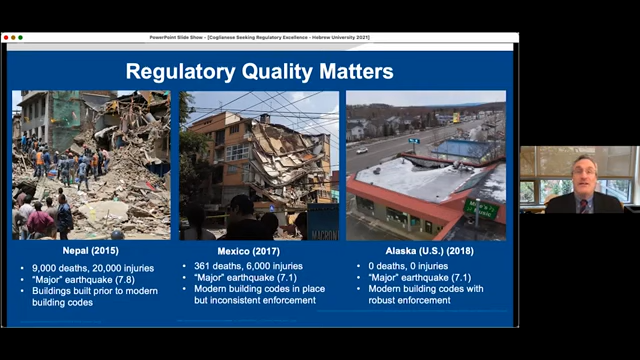 PowerPoint Slide Show - [Coglianese Seeking Regulatory Excellence - Hebrew University 2021]
Regulatory Quality Matters
Nepal (2015)
• 9,000 deaths, 20,000 injuries
• "Major" earthquake (7.8)
• Buildings built prior to modern
building codes
Mexico (2017)
• 361 deaths, 6,000 injuries
• "Major" earthquake (7.1)
• Modern building codes in place
but inconsistent enforcement
Alaska (U.S.) (2018)
• 0 deaths, 0 injuries
• "Major" earthquake (7.1)
• Modern building codes with
robust enforcement